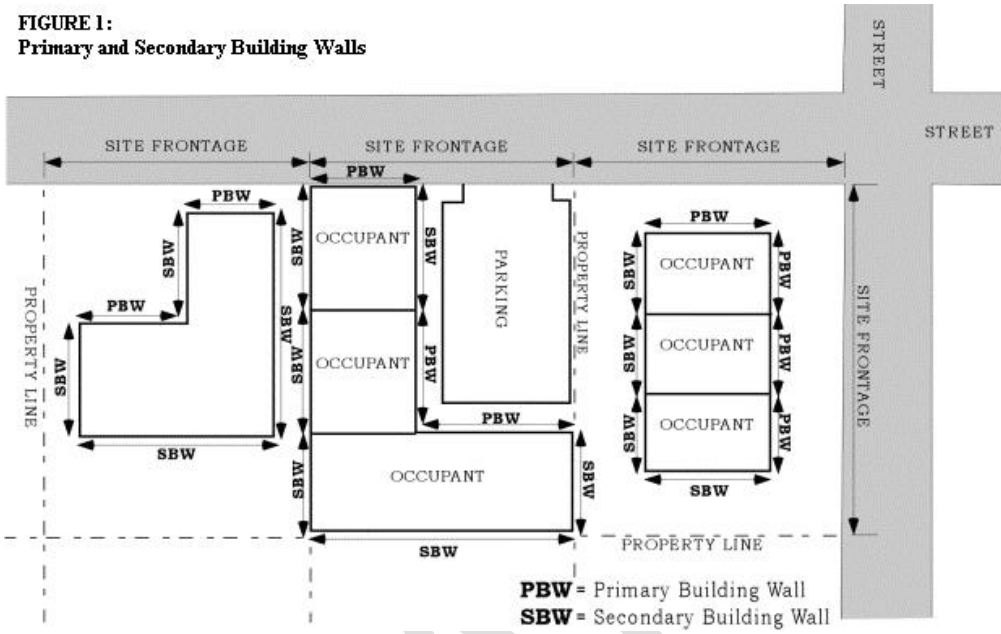 FIGURE 1:
Primary and Secondary Building Walls
STREET
STREET
SITE FRONTAGE
SITE FRONTAGE
SITE FRONTAGE
PBW
PBW
SBW
PBW
SBW
SBW
SBW
PROPERTY LINE
SBW
OCCUPANT
SBW
SBW
OCCUPANT
PBW
PARKING
PBW
SBW
OCCUPANT
SBW
SBW
PROPERTY LINE
PBW
SBW
OCCUPANT
PBW
SBW
OCCUPANT
PBW
SBW
OCCUPANT
PBW
SBW
SITE FRONTAGE
PROPERTY LINE
PBW = Primary Building Wall
SBW = Secondary Building Wall